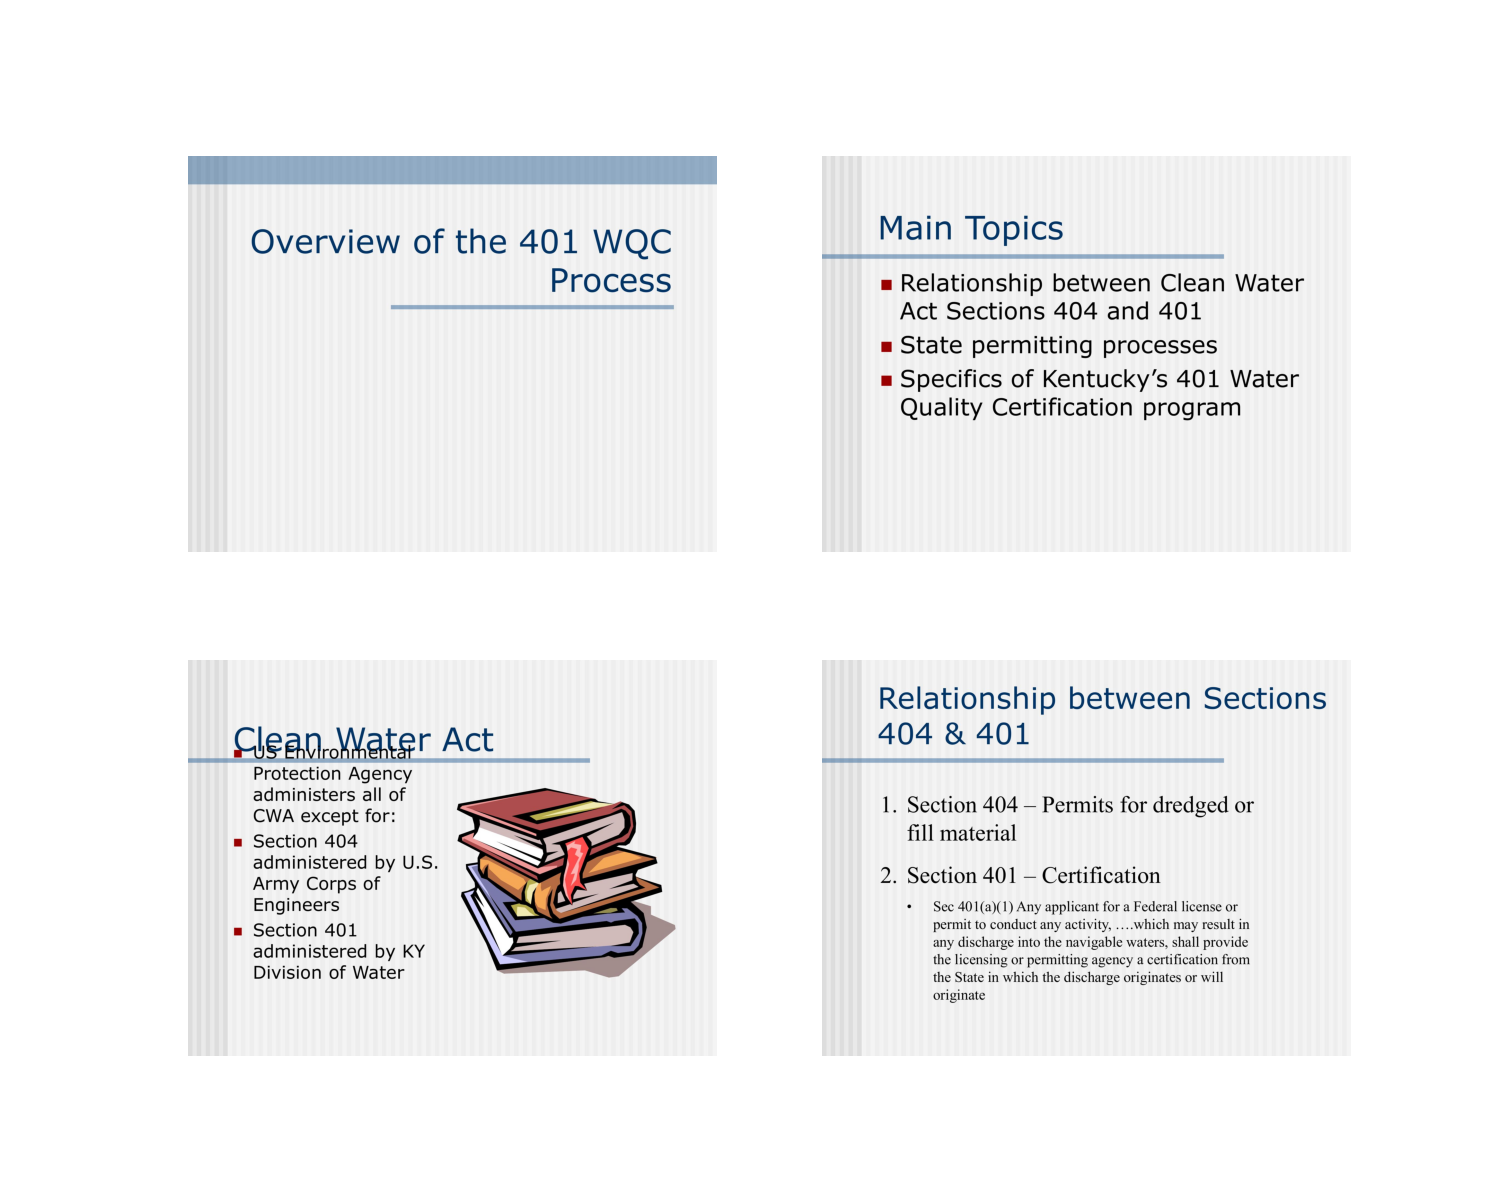 Overview of the 401 WQC
Process
Main Topics
■ Relationship between Clean Water
Act Sections 404 and 401
■ State permitting processes
■ Specifics of Kentucky’s 401 Water
Quality Certification program
Clean Water Act
■ US Environmental
Protection Agency
administers all of
CWA except for:
■ Section 404
administered by U.S.
Army Corps of
Engineers
■ Section 401
administered by KY
Division of Water
Relationship between Sections
404 & 401
1. Section 404 – Permits for dredged or
fill material
2. Section 401 – Certification
• Sec 401(a)(1) Any applicant for a Federal license or
permit to conduct any activity, ….which may result in
any discharge into the navigable waters, shall provide
the licensing or permitting agency a certification from
the State in which the discharge originates or will
originate